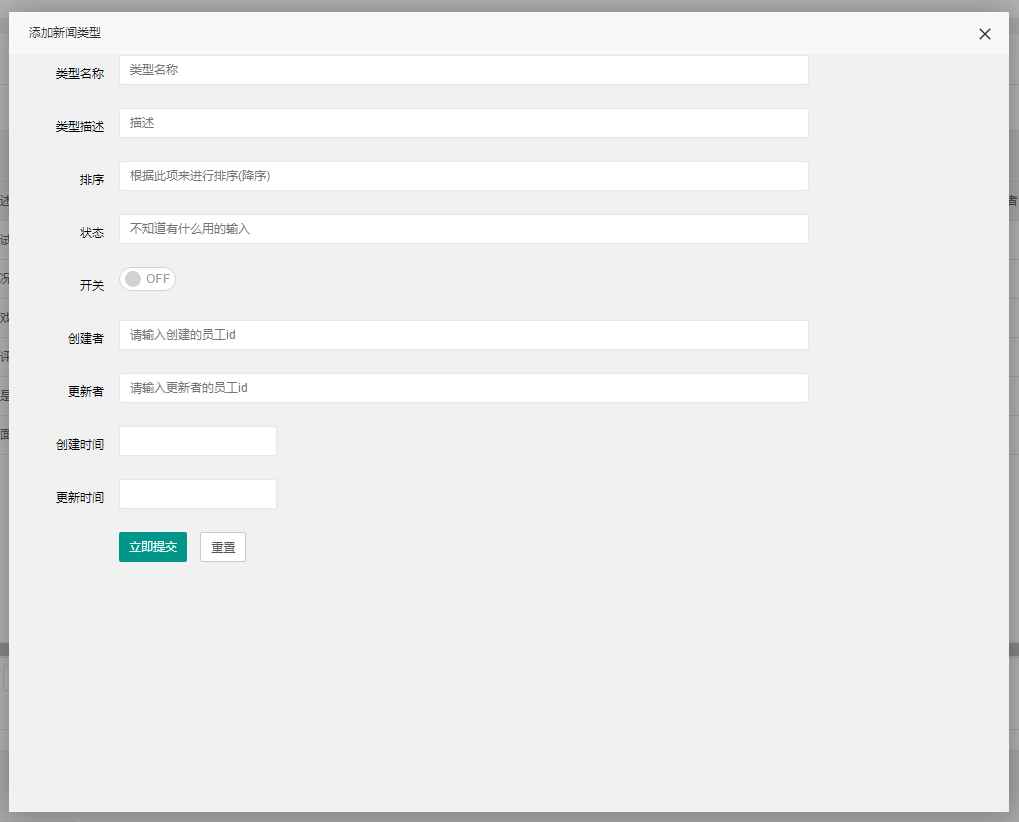 添加新闻类型
类型名称 类型名称
类型描述 描述
排序 根据此项来进行排序(降序)
状态 不知道有什么用的输入
开关 OFF
创建者 请输入创建的员工id
更新者 请输入更新者的员工id
创建时间
更新时间
立即提交 重置